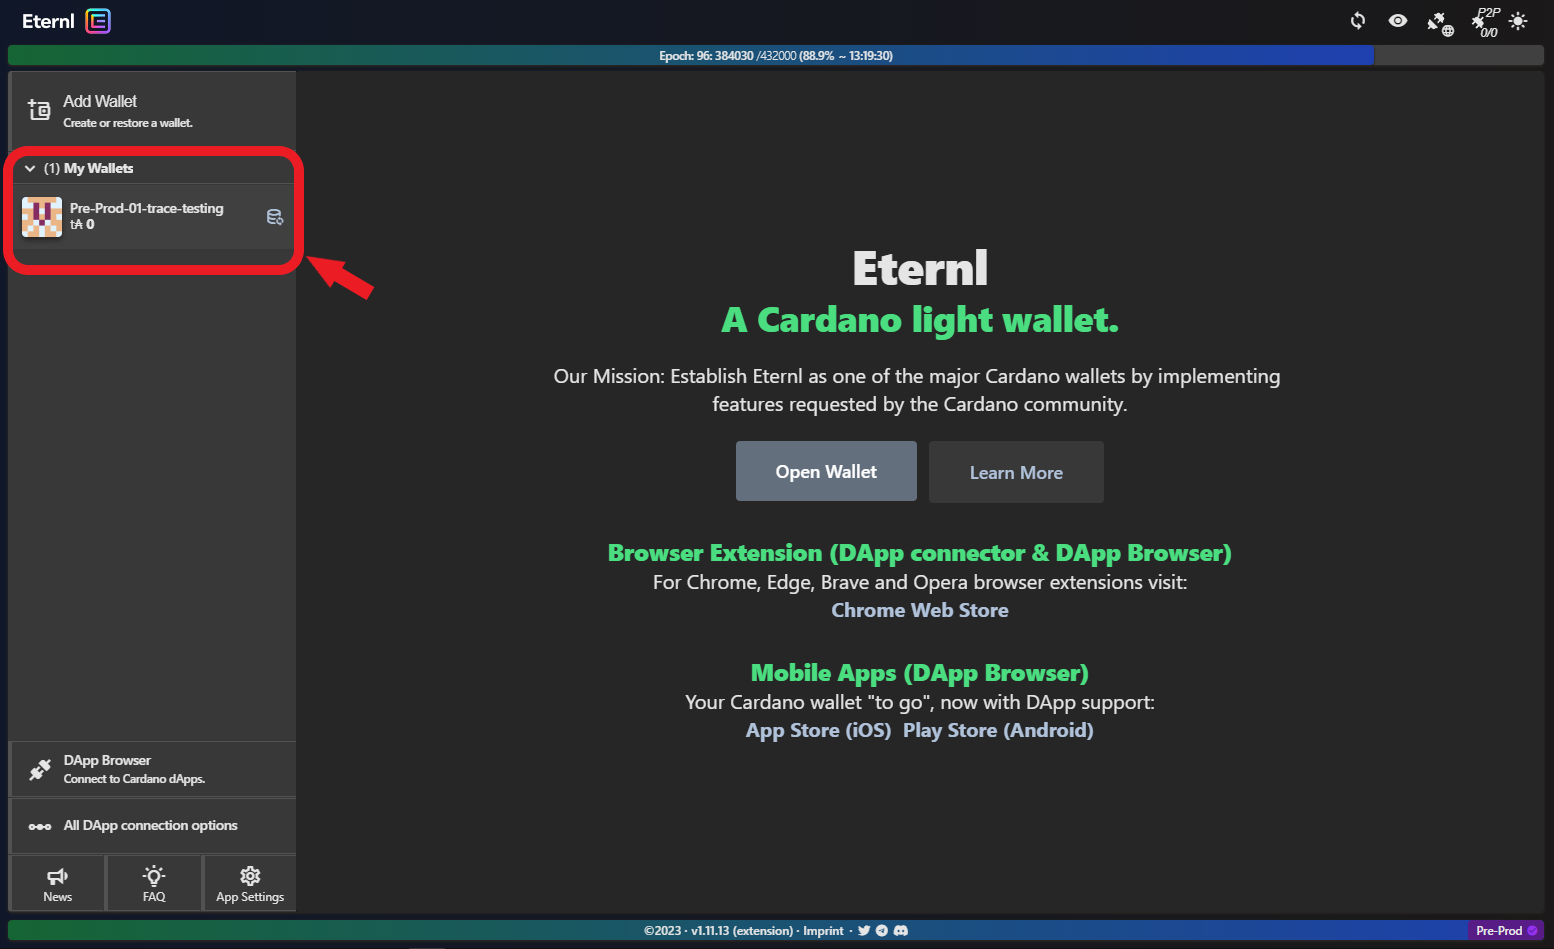 Eternl
P2P
0/0
Epoch: 96: 384030 /432000 (88.9% ~ 13:19:30)
Add Wallet
Create or restore a wallet.
(1) My Wallets
Pre-Prod-01-trace-testing
t₳ 0
Eternl
A Cardano light wallet.
Our Mission: Establish Eternl as one of the major Cardano wallets by implementing
features requested by the Cardano community.
Open Wallet
Learn More
Browser Extension (DApp connector & DApp Browser)
For Chrome, Edge, Brave and Opera browser extensions visit:
Chrome Web Store
Mobile Apps (DApp Browser)
Your Cardano wallet "to go", now with DApp support:
App Store (iOS) Play Store (Android)
DApp Browser
Connect to Cardano dApps.
All DApp connection options
News
FAQ
App Settings
©2023 · v1.11.13 (extension) · Imprint ·
Pre-Prod